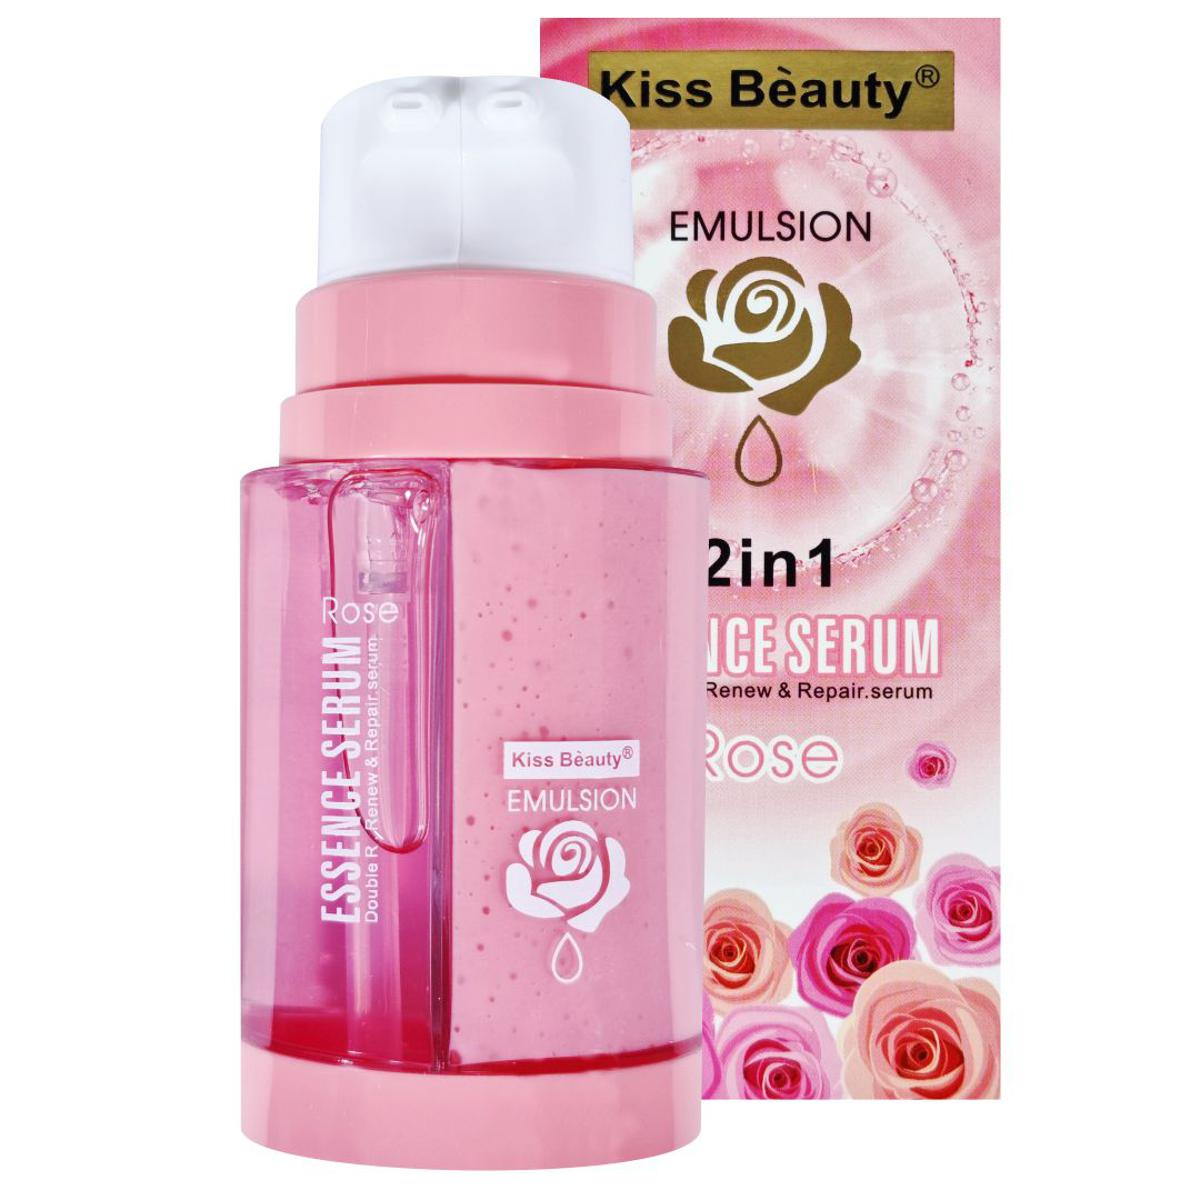 Kiss Bèauty®
EMULSION
2in1
NCE SERUM
Renew & Repair.serum
Rose
Rose
ESSENCE SERUM
Double R Renew & Repair.serum
Kiss Bèauty®
EMULSION